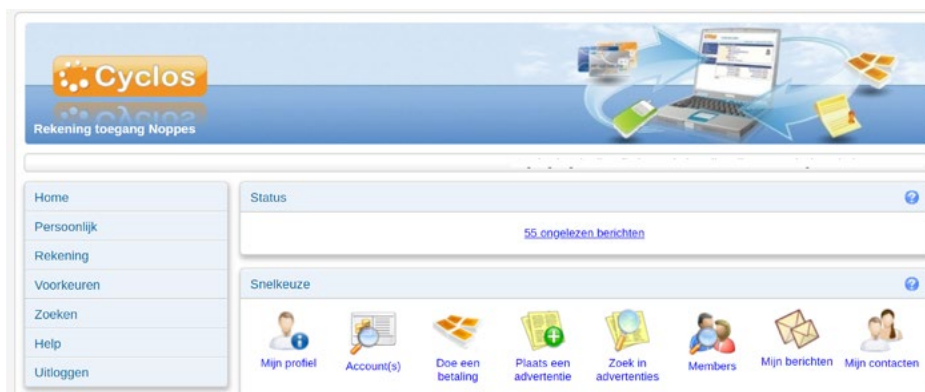 Cyclos
Rekening toegang Noppes
Home
Persoonlijk
Rekening
Voorkeuren
Zoeken
Help
Uitloggen
Status
55 ongelezen berichten
Snelkeuze
Mijn profiel
Account(s)
Doe een
betaling
Plaats een
advertentie
Zoek in
advertenties
Members
Mijn berichten
Mijn contacten